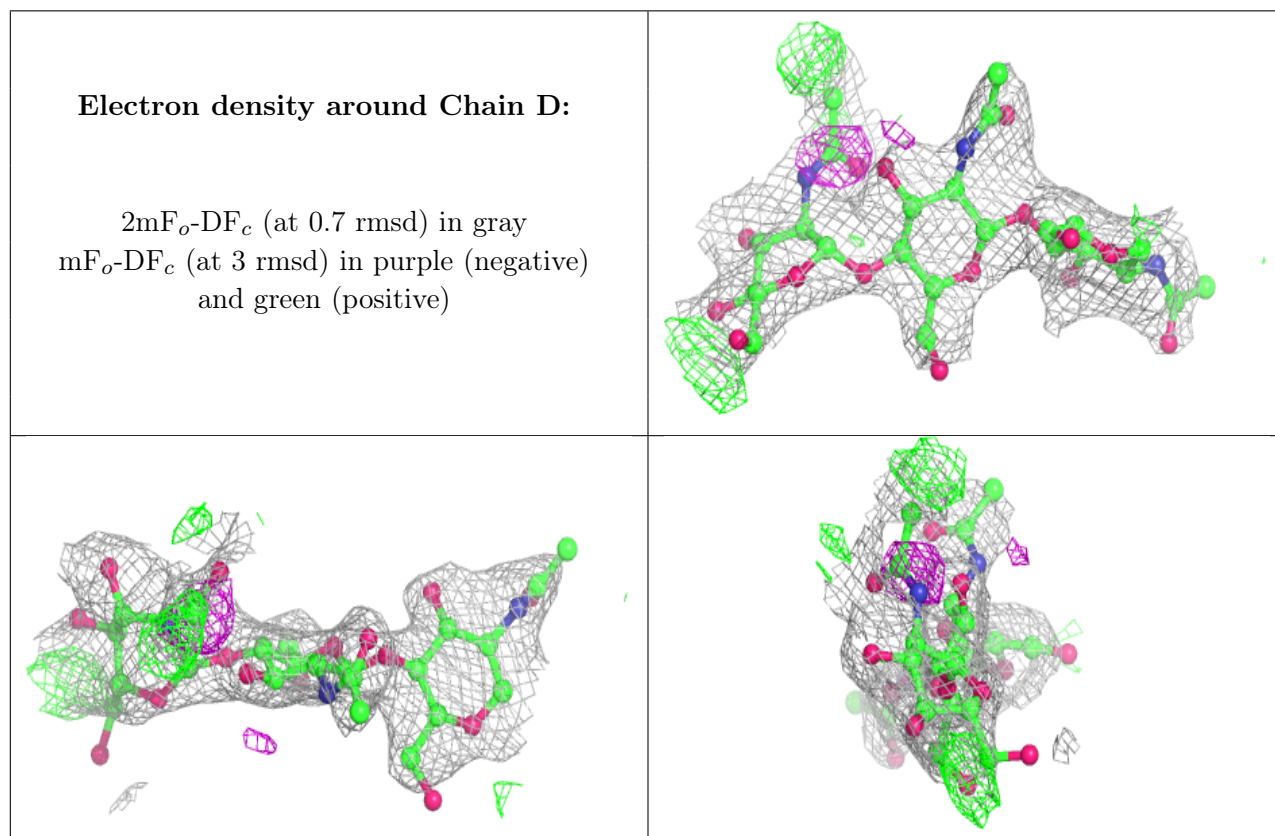 Electron density around Chain D:
2mFₒ-DF𝒸 (at 0.7 rmsd) in gray
mFₒ-DF𝒸 (at 3 rmsd) in purple (negative)
and green (positive)